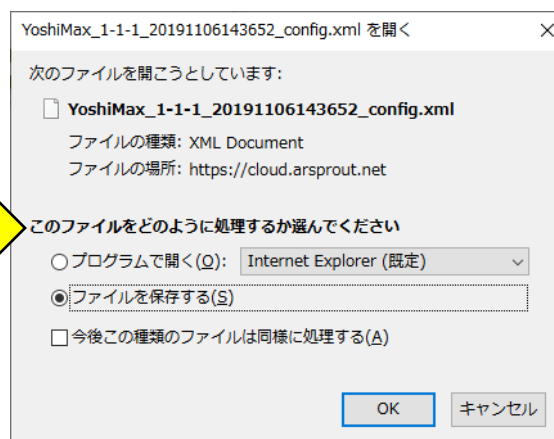 YoshiMax_1-1-1_20191106143652_config.xml を開く
次のファイルを開こうとしています:
YoshiMax_1-1-1_20191106143652_config.xml
ファイルの種類: XML Document
ファイルの場所: https://cloud.arsprout.net
このファイルをどのように処理するか選んでください
プログラムで開く(O): Internet Explorer (既定)
ファイルを保存する(S)
今後この種類のファイルは同様に処理する(A)
OK キャンセル